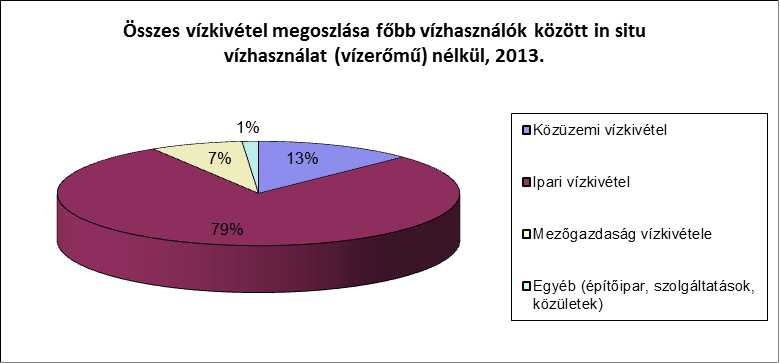 Összes vízkivétel megoszlása főbb vízhasználók között in situ
vízhasználat (vízerőmű) nélkül, 2013.
1%
7%
13%
79%
Közüzemi vízkivétel
Ipari vízkivétel
Mezőgazdaság vízkivétele
Egyéb (építőipar, szolgáltatások,
közületek)